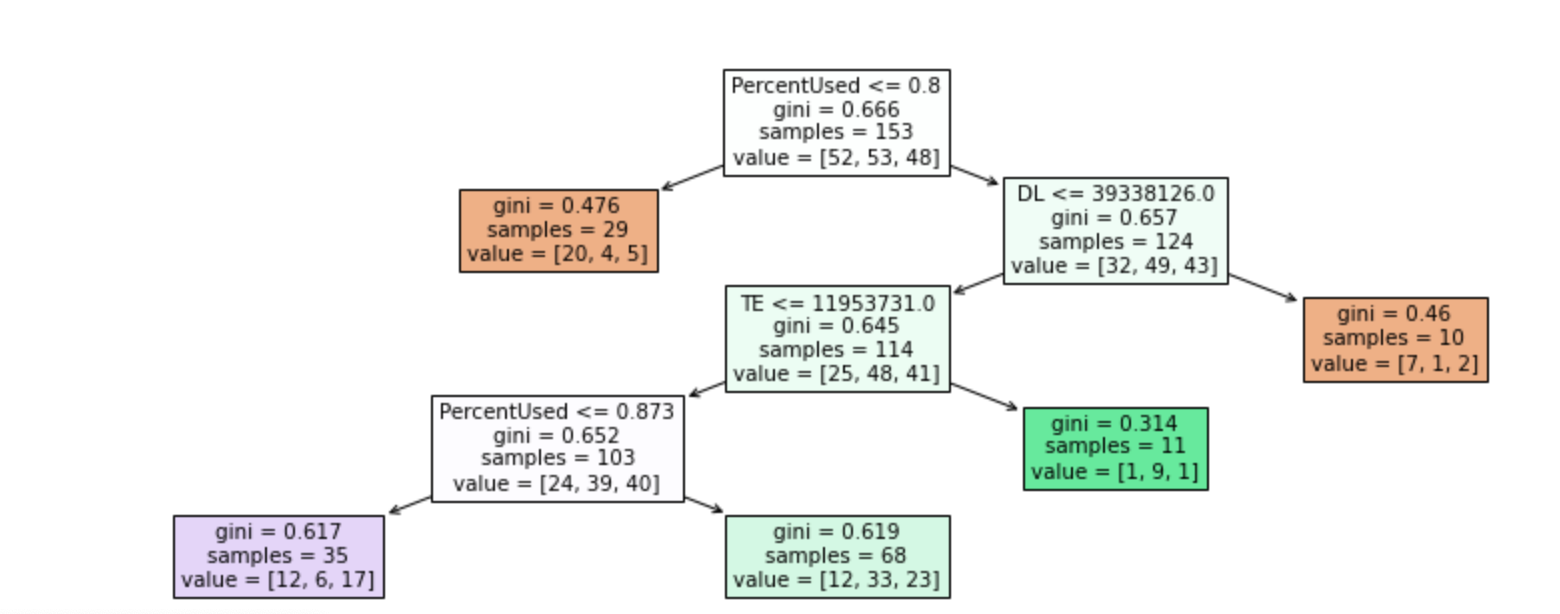 PercentUsed <= 0.8
gini = 0.666
samples = 153
value = [52, 53, 48]
gini = 0.476
samples = 29
value = [20, 4, 5]
DL <= 39338126.0
gini = 0.657
samples = 124
value = [32, 49, 43]
TE <= 11953731.0
gini = 0.645
samples = 114
value = [25, 48, 41]
gini = 0.46
samples = 10
value = [7, 1, 2]
PercentUsed <= 0.873
gini = 0.652
samples = 103
value = [24, 39, 40]
gini = 0.314
samples = 11
value = [1, 9, 1]
gini = 0.617
samples = 35
value = [12, 6, 17]
gini = 0.619
samples = 68
value = [12, 33, 23]